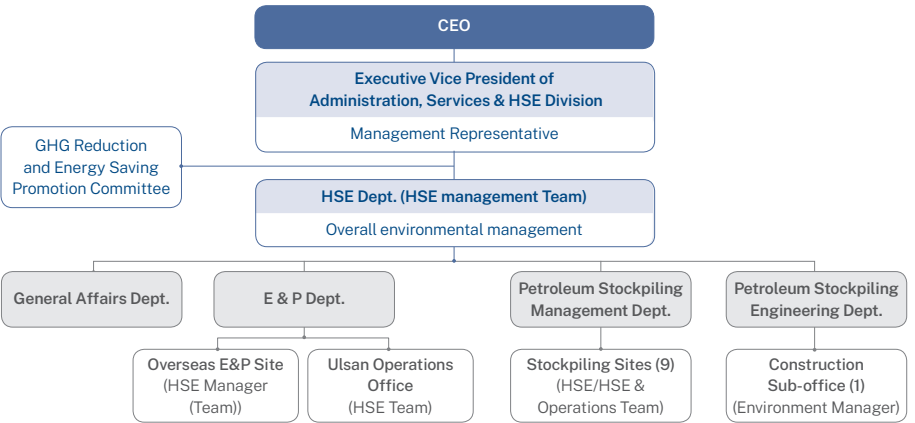 CEO
Executive Vice President of
Administration, Services & HSE Division
Management Representative
GHG Reduction
and Energy Saving
Promotion Committee
HSE Dept. (HSE management Team)
Overall environmental management
General Affairs Dept.
E & P Dept.
Petroleum Stockpiling
Management Dept.
Petroleum Stockpiling
Engineering Dept.
Overseas E&P Site
(HSE Manager
(Team))
Ulsan Operations
Office
(HSE Team)
Stockpiling Sites (9)
(HSE/HSE &
Operations Team)
Construction
Sub-office (1)
(Environment Manager)